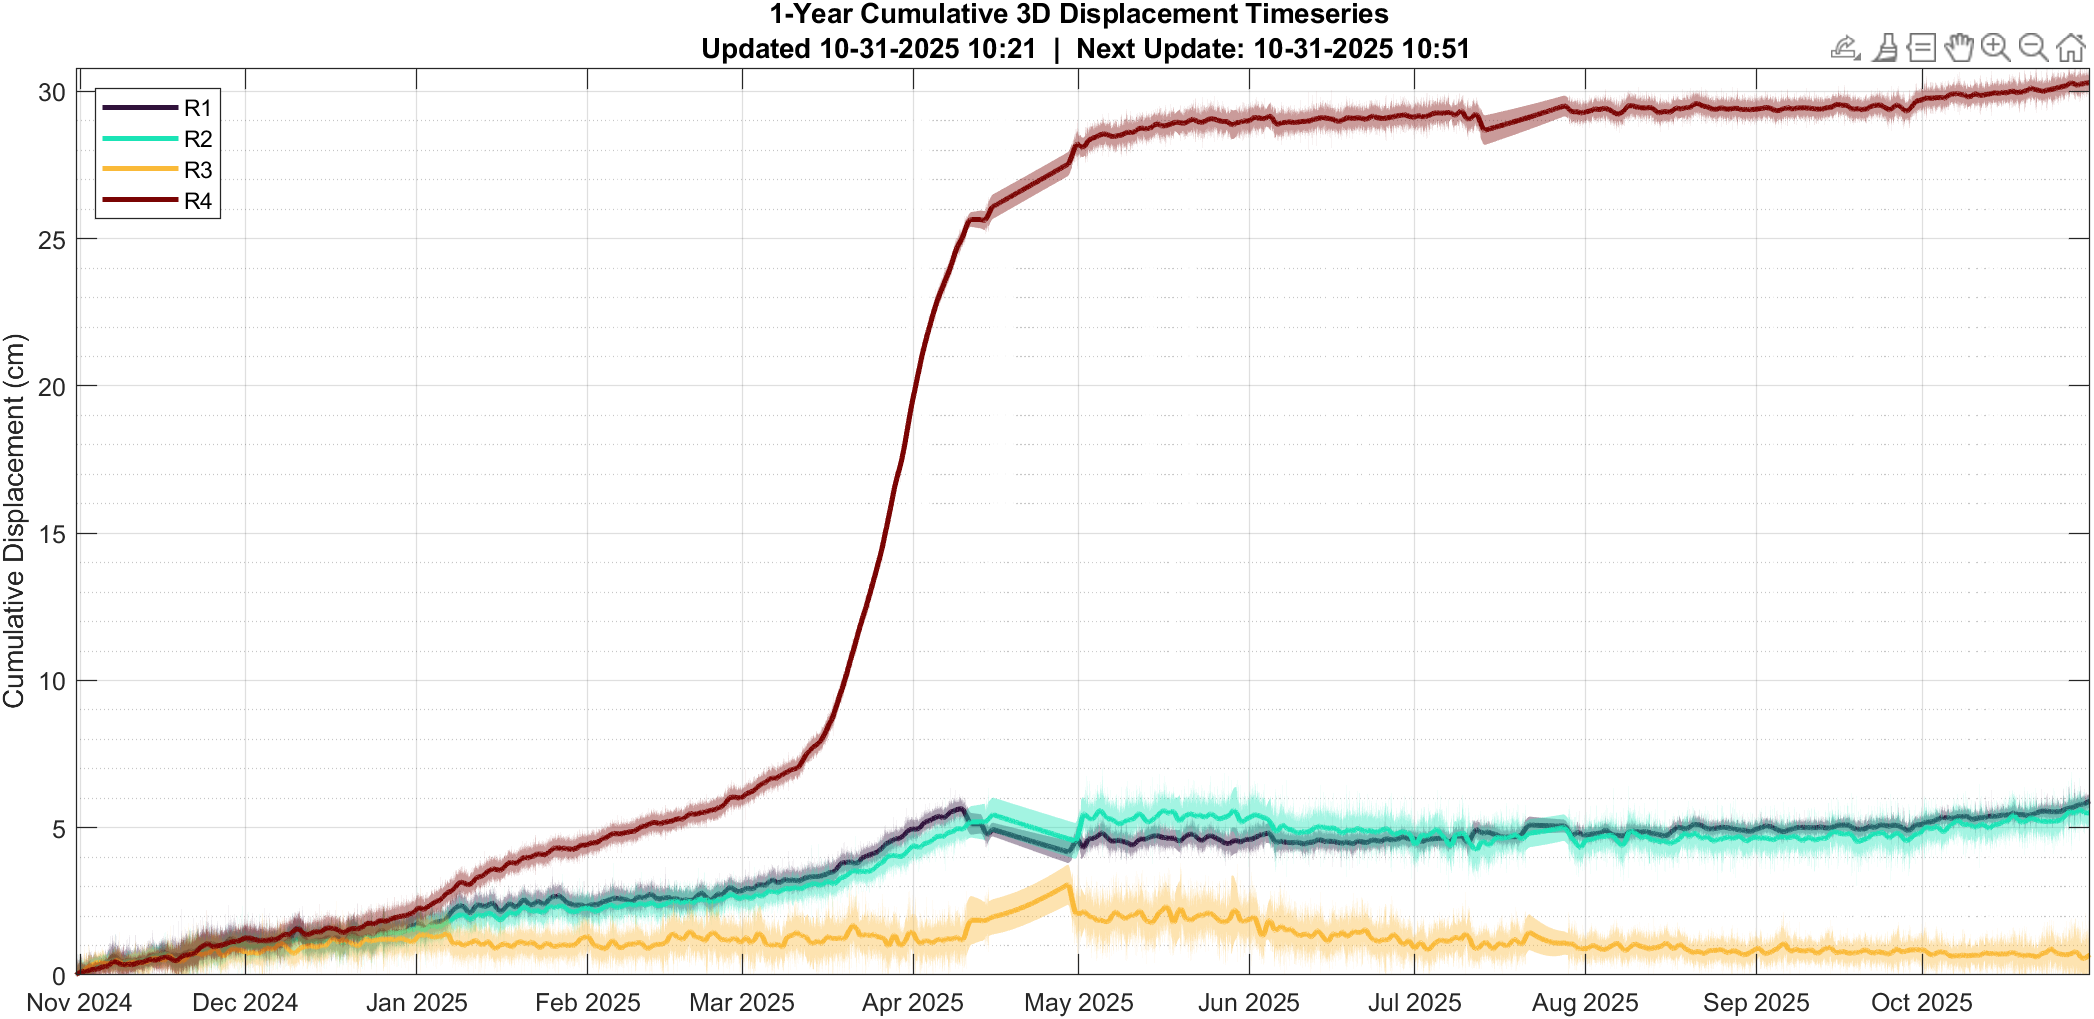 1-Year Cumulative 3D Displacement Timeseries
Updated 10-31-2025 10:21 | Next Update: 10-31-2025 10:51
R1
R2
R3
R4
Cumulative Displacement (cm)
30
25
20
15
10
5
0
Nov 2024 Dec 2024 Jan 2025 Feb 2025 Mar 2025 Apr 2025 May 2025 Jun 2025 Jul 2025 Aug 2025 Sep 2025 Oct 2025